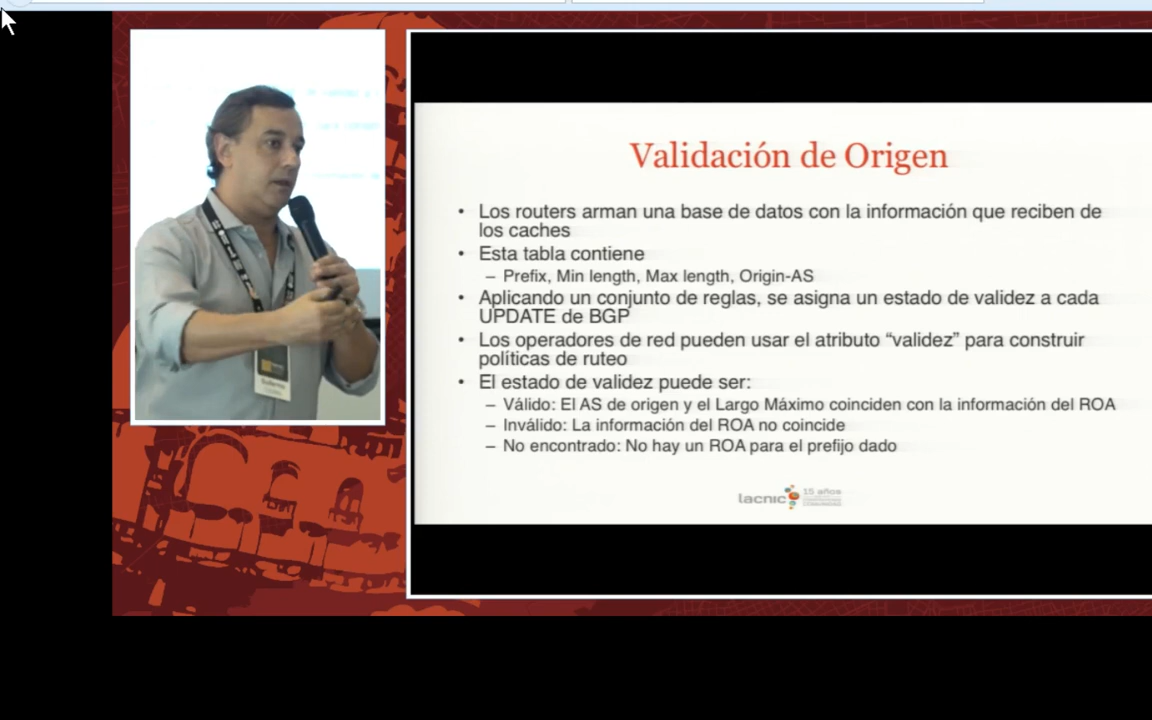 Validación de Origen
• Los routers arman una base de datos con la información que reciben de
los caches
• Esta tabla contiene
– Prefix, Min length, Max length, Origin-AS
• Aplicando un conjunto de reglas, se asigna un estado de validez a cada
UPDATE de BGP
• Los operadores de red pueden usar el atributo “validez” para construir
políticas de ruteo
• El estado de validez puede ser:
– Válido: El AS de origen y el Largo Máximo coinciden con la información del ROA
– Inválido: La información del ROA no coincide
– No encontrado: No hay un ROA para el prefijo dado
lacnic 15 años
Guillermo